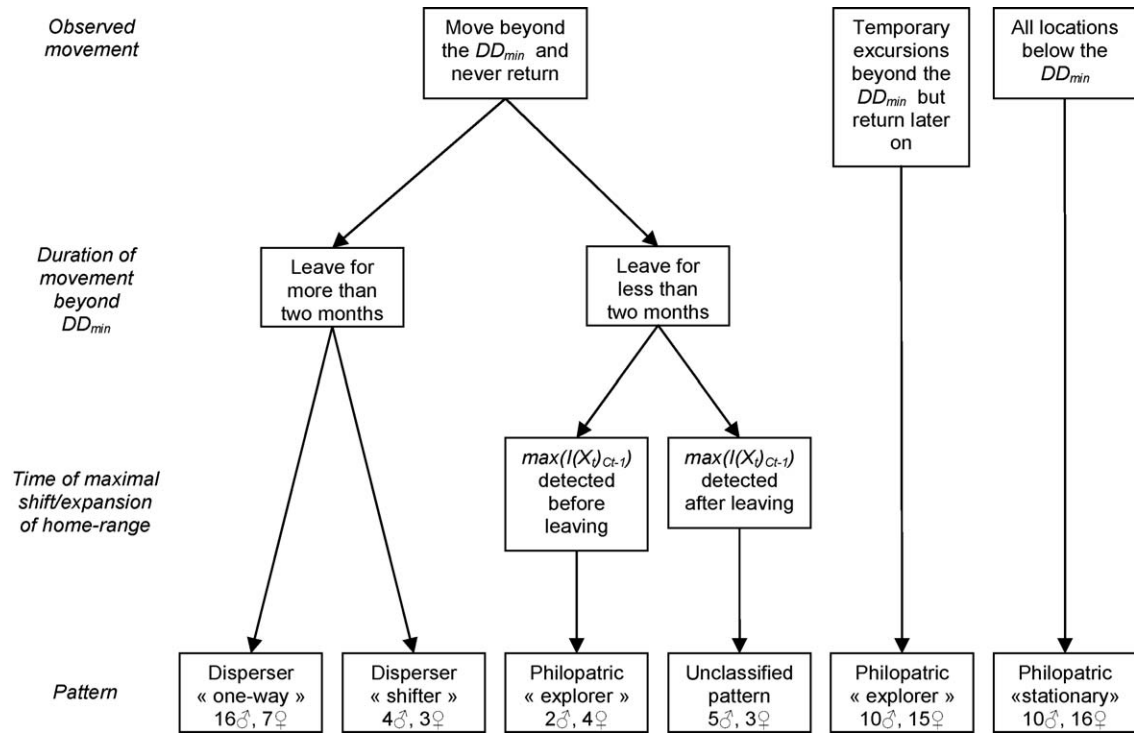 Observed
movement
Move beyond
the DDmin and
never return
Temporary
excursions
beyond the
DDmin but
return later
on
All locations
below the
DDmin
Duration of
movement
beyond
DDmin
Leave for
more than
two months
Leave for
less than
two months
Time of maximal
shift/expansion
of home-range
max(I(Xt)Ct-1)
detected
before
leaving
max(I(Xt)Ct-1)
detected
after leaving
Pattern
Disperser
« one-way »
16♂, 7♀
Disperser
« shifter »
4♂, 3♀
Philopatric
« explorer »
2♂, 4♀
Unclassified
pattern
5♂, 3♀
Philopatric
« explorer »
10♂, 15♀
Philopatric
«stationary»
10♂, 16♀